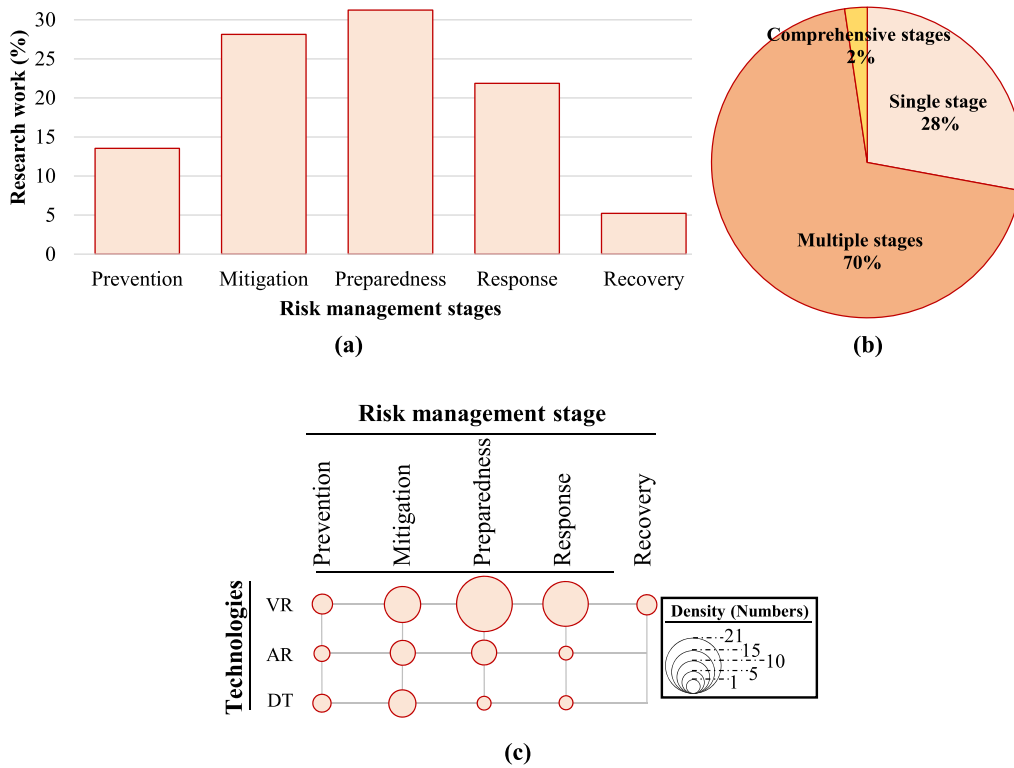 Research work (%)
30
25
20
15
10
5
0
Prevention
Mitigation
Preparedness
Response
Recovery
Risk management stages
(a)
Comprehensive stages
2%
Single stage
28%
Multiple stages
70%
(b)
Risk management stage
Prevention
Mitigation
Preparedness
Response
Recovery
Technologies
VR
AR
DT
Density (Numbers)
21
15
10
5
1
(c)